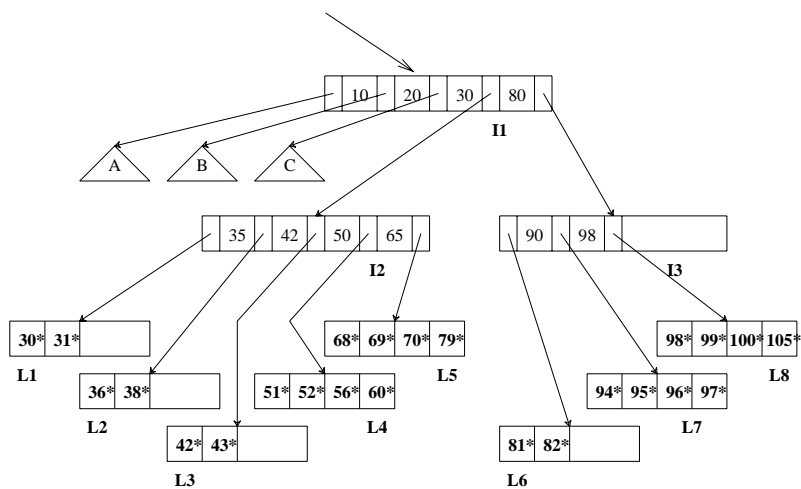 10 20 30 80
I1
A B C
35 42 50 65
I2
90 98
I3
30* 31*
L1
68* 69* 70* 79*
L5
98* 99* 100* 105*
L8
36* 38*
L2
51* 52* 56* 60*
L4
94* 95* 96* 97*
L7
42* 43*
L3
81* 82*
L6